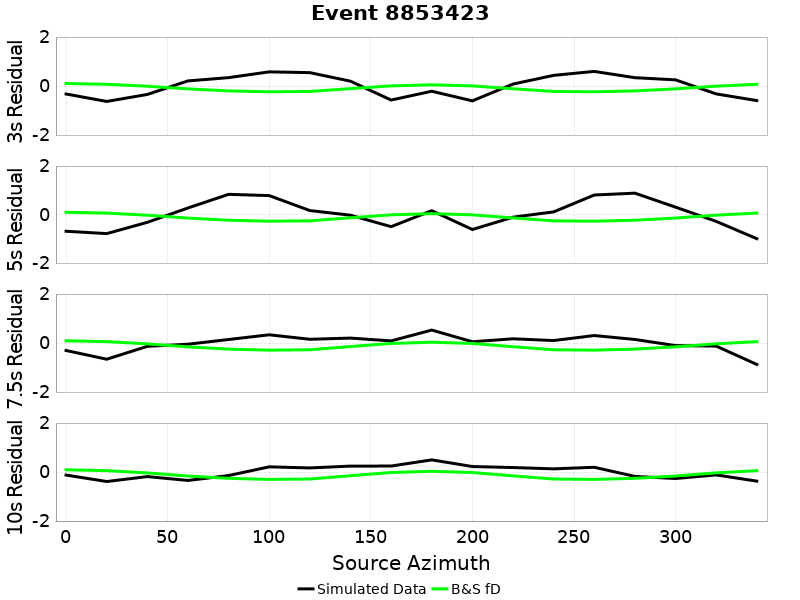 Event 8853423
3s Residual
2
0
-2
5s Residual
2
0
-2
7.5s Residual
2
0
-2
10s Residual
2
0
-2
0 50 100 150 200 250 300
Source Azimuth
Simulated Data B&S fD